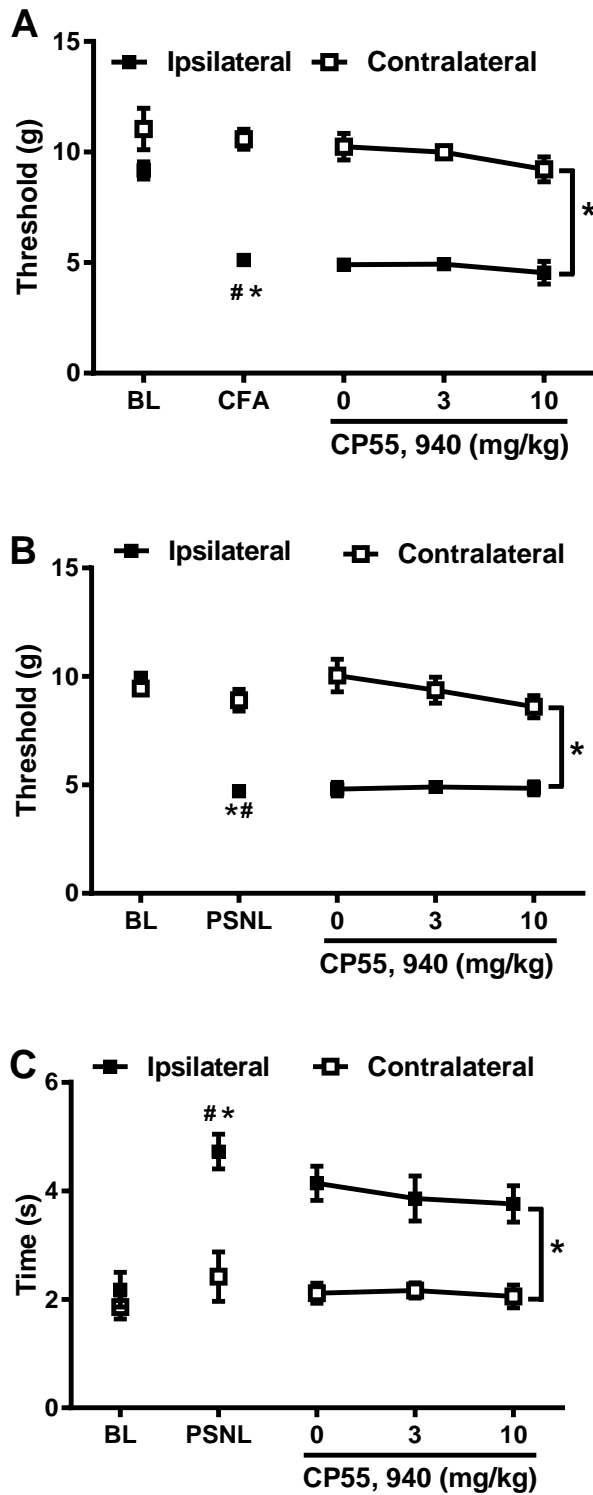 A
Ipsilateral Contralateral
15
10
5
0
Threshold (g)
# *
*
BL CFA 0 3 10
CP55, 940 (mg/kg)
B
Ipsilateral Contralateral
15
10
5
0
Threshold (g)
*#
*
BL PSNL 0 3 10
CP55, 940 (mg/kg)
C
Ipsilateral Contralateral
6
4
2
0
Time (s)
# *
*
BL PSNL 0 3 10
CP55, 940 (mg/kg)